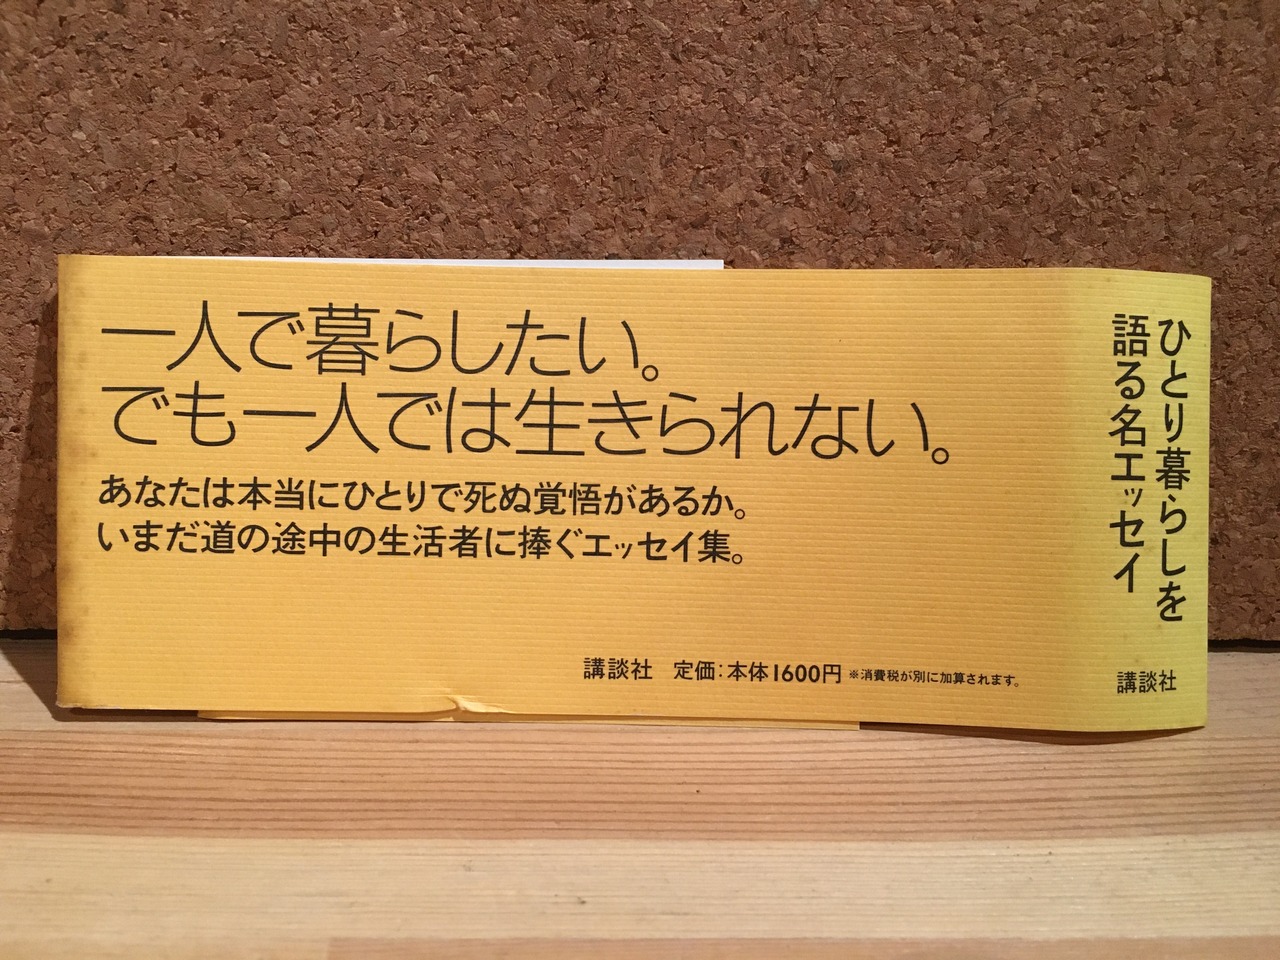 一人で暮らしたい。
でも一人では生きられない。
あなたは本当にひとりで死ぬ覚悟があるか。
いまだ道の途中の生活者に捧ぐエッセイ集。
講談社　定価：本体1600円 ※消費税が別に加算されます。
ひとり暮らしを
語る名エッセイ
講談社